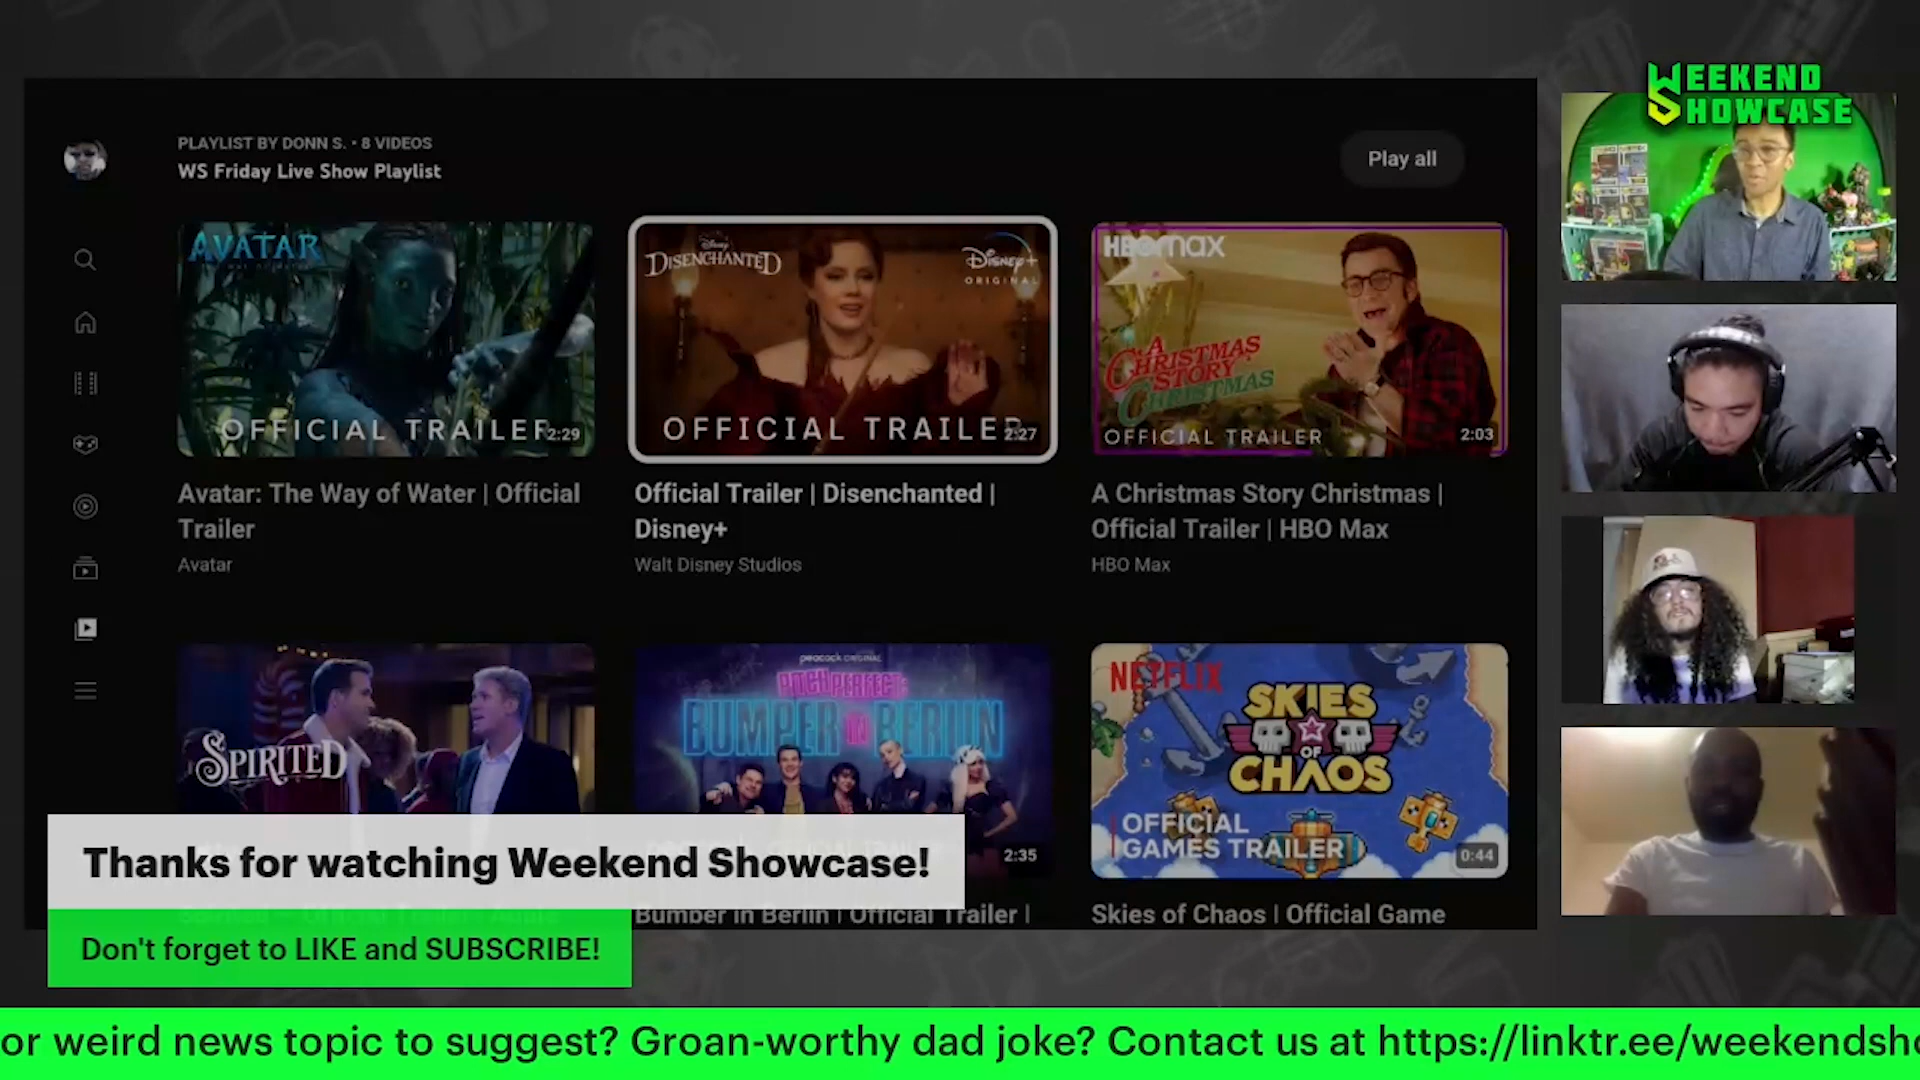 WEEKEND
SHOWCASE
PLAYLIST BY DONN S. • 8 VIDEOS
WS Friday Live Show Playlist
Play all
AVATAR
OFFICIAL TRAILER
2:29
Disney
DISENCHANTED
Disney+
ORIGINAL
OFFICIAL TRAILER
2:27
HBOmax
A
CHRISTMAS
STORY
CHRISTMAS
OFFICIAL TRAILER
2:03
Avatar: The Way of Water | Official
Trailer
Avatar
Official Trailer | Disenchanted |
Disney+
Walt Disney Studios
A Christmas Story Christmas |
Official Trailer | HBO Max
HBO Max
SPIRITED
peacock ORIGINAL
PITCH PERFECT:
BUMPER IN BERLIN
2:35
NETFLIX
SKIES
OF
CHAOS
OFFICIAL
GAMES TRAILER
0:44
Bumper in Berlin | Official Trailer |
Skies of Chaos | Official Game
Thanks for watching Weekend Showcase!
Don't forget to LIKE and SUBSCRIBE!
or weird news topic to suggest? Groan-worthy dad joke? Contact us at https://linktr.ee/weekendsho